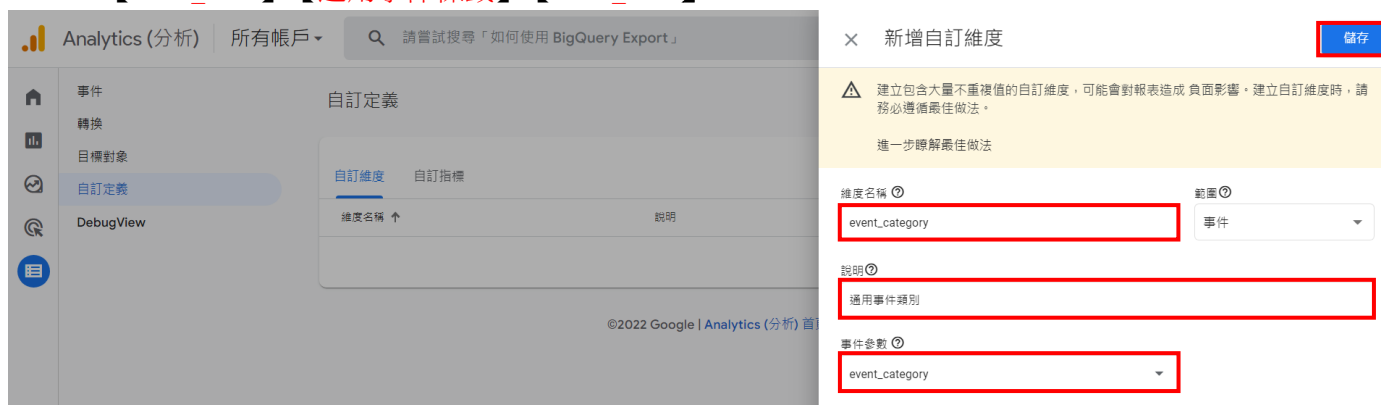 Analytics (分析) 所有帳戶 請嘗試搜尋「如何使用 BigQuery Export」
事件
轉換
目標對象
自訂定義
DebugView
自訂定義
自訂維度 自訂指標
維度名稱 說明
©2022 Google | Analytics (分析)
新增自訂維度 儲存
建立包含大量不重複值的自訂維度,可能會對報表造成 負面影響。建立自訂維度時,請
務必遵循最佳做法。
進一步瞭解最佳做法
維度名稱 範圍
event_category 事件
說明
通用事件類別
事件參數
event_category